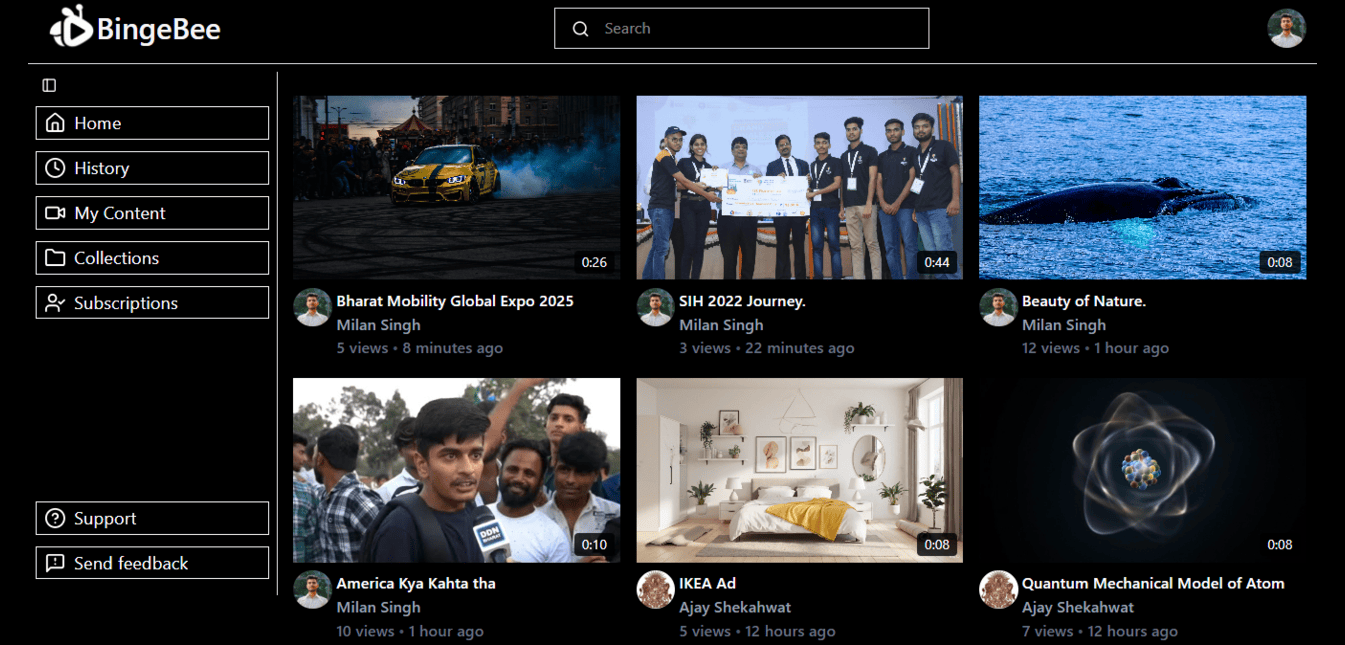 BingeBee
Search
Home
History
My Content
Collections
Subscriptions
Support
Send feedback
0:26
Bharat Mobility Global Expo 2025
Milan Singh
5 views • 8 minutes ago
0:44
SIH 2022 Journey.
Milan Singh
3 views • 22 minutes ago
0:08
Beauty of Nature.
Milan Singh
12 views • 1 hour ago
DDN
BHARAT
0:10
America Kya Kahta tha
Milan Singh
10 views • 1 hour ago
0:08
IKEA Ad
Ajay Shekahwat
5 views • 12 hours ago
0:08
Quantum Mechanical Model of Atom
Ajay Shekahwat
7 views • 12 hours ago